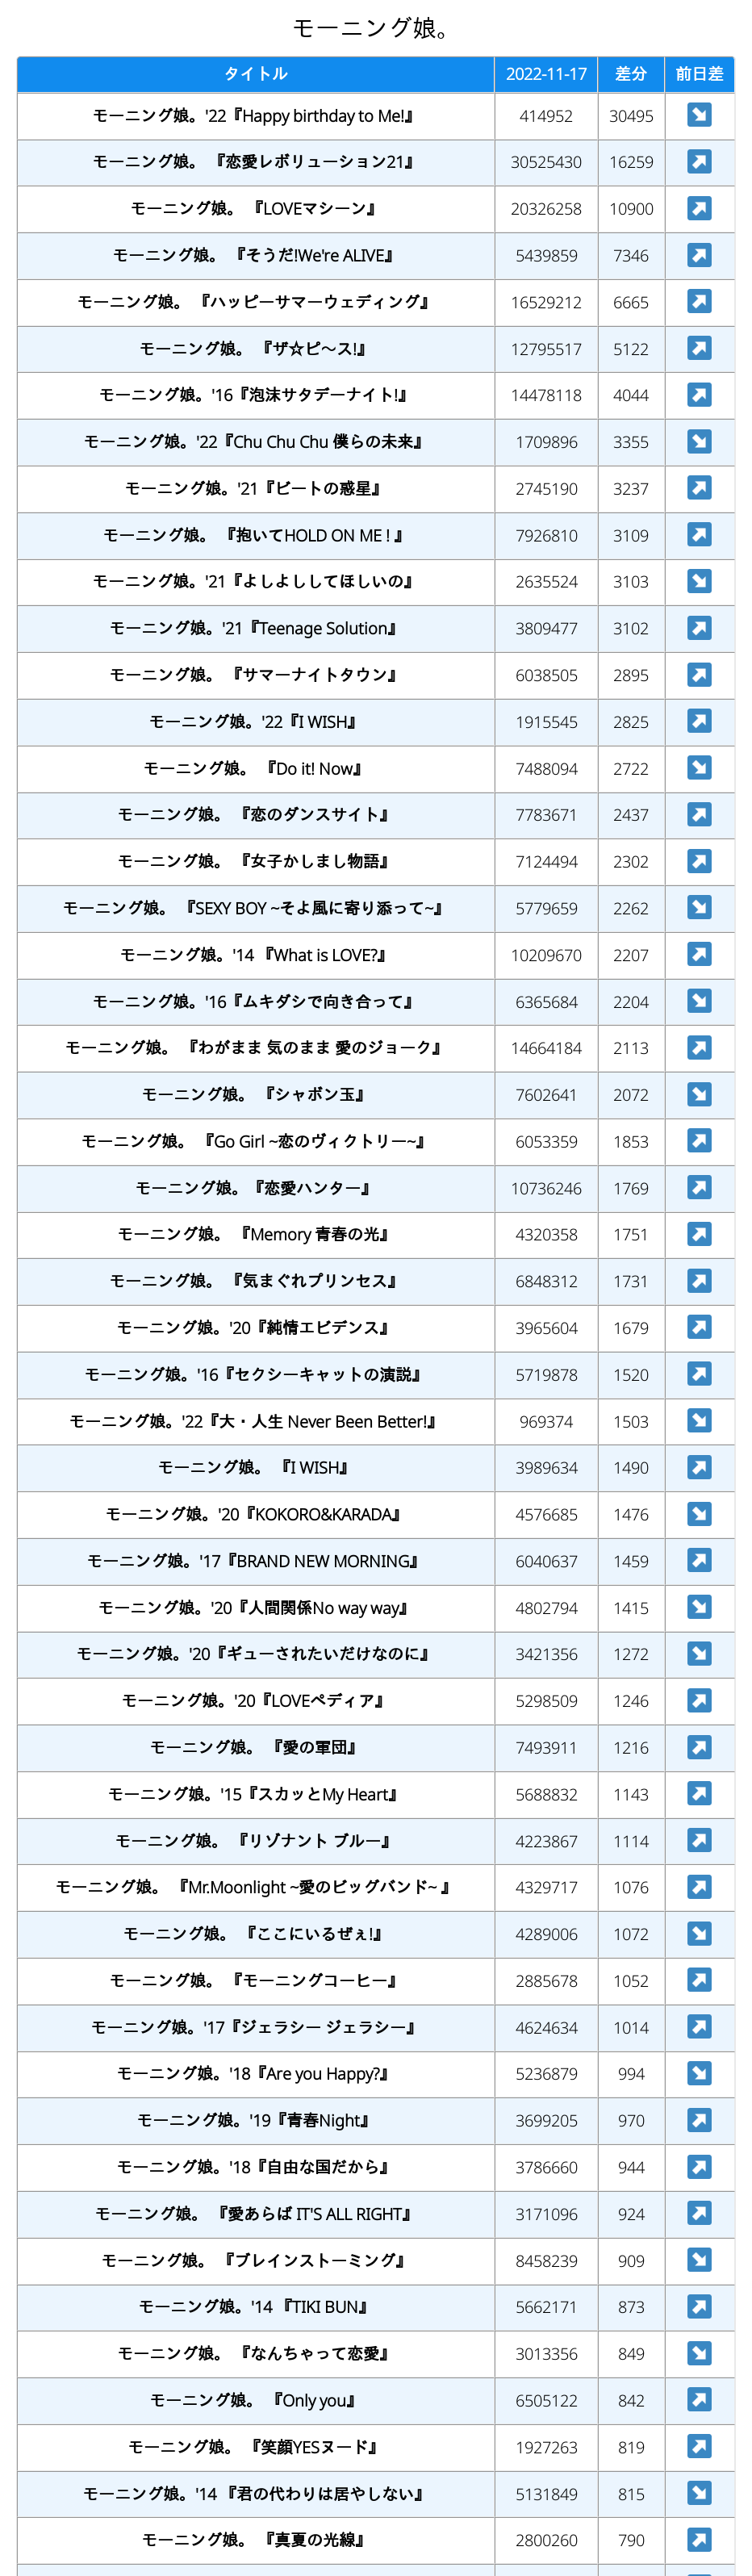 モーニング娘。
タイトル 2022-11-17 差分 前日差
モーニング娘。'22『Happy birthday to Me!』 414952 30495
モーニング娘。 『恋愛レボリューション21』 30525430 16259
モーニング娘。 『LOVEマシーン』 20326258 10900
モーニング娘。 『そうだ!We're ALIVE』 5439859 7346
モーニング娘。 『ハッピーサマーウェディング』 16529212 6665
モーニング娘。 『ザ☆ピ〜ス!』 12795517 5122
モーニング娘。'16『泡沫サタデーナイト!』 14478118 4044
モーニング娘。'22『Chu Chu Chu 僕らの未来』 1709896 3355
モーニング娘。'21『ビートの惑星』 2745190 3237
モーニング娘。 『抱いてHOLD ON ME ! 』 7926810 3109
モーニング娘。'21『よしよししてほしいの』 2635524 3103
モーニング娘。'21『Teenage Solution』 3809477 3102
モーニング娘。 『サマーナイトタウン』 6038505 2895
モーニング娘。'22『I WISH』 1915545 2825
モーニング娘。 『Do it! Now』 7488094 2722
モーニング娘。 『恋のダンスサイト』 7783671 2437
モーニング娘。 『女子かしまし物語』 7124494 2302
モーニング娘。 『SEXY BOY ~そよ風に寄り添って~』 5779659 2262
モーニング娘。'14 『What is LOVE?』 10209670 2207
モーニング娘。'16『ムキダシで向き合って』 6365684 2204
モーニング娘。 『わがまま 気のまま 愛のジョーク』 14664184 2113
モーニング娘。 『シャボン玉』 7602641 2072
モーニング娘。 『Go Girl ~恋のヴィクトリー~』 6053359 1853
モーニング娘。『恋愛ハンター』 10736246 1769
モーニング娘。 『Memory 青春の光』 4320358 1751
モーニング娘。 『気まぐれプリンセス』 6848312 1731
モーニング娘。'20『純情エビデンス』 3965604 1679
モーニング娘。'16『セクシーキャットの演説』 5719878 1520
モーニング娘。'22『大・人生 Never Been Better!』 969374 1503
モーニング娘。 『I WISH』 3989634 1490
モーニング娘。'20『KOKORO&KARADA』 4576685 1476
モーニング娘。'17『BRAND NEW MORNING』 6040637 1459
モーニング娘。'20『人間関係No way way』 4802794 1415
モーニング娘。'20『ギューされたいだけなのに』 3421356 1272
モーニング娘。'20『LOVEペディア』 5298509 1246
モーニング娘。 『愛の軍団』 7493911 1216
モーニング娘。'15『スカッとMy Heart』 5688832 1143
モーニング娘。 『リゾナント ブルー』 4223867 1114
モーニング娘。 『Mr.Moonlight ~愛のビッグバンド~ 』 4329717 1076
モーニング娘。 『ここにいるぜぇ!』 4289006 1072
モーニング娘。 『モーニングコーヒー』 2885678 1052
モーニング娘。'17『ジェラシー ジェラシー』 4624634 1014
モーニング娘。'18『Are you Happy?』 5236879 994
モーニング娘。'19『青春Night』 3699205 970
モーニング娘。'18『自由な国だから』 3786660 944
モーニング娘。 『愛あらば IT'S ALL RIGHT』 3171096 924
モーニング娘。 『ブレインストーミング』 8458239 909
モーニング娘。'14 『TIKI BUN』 5662171 873
モーニング娘。 『なんちゃって恋愛』 3013356 849
モーニング娘。 『Only you』 6505122 842
モーニング娘。 『笑顔YESヌード』 1927263 819
モーニング娘。'14 『君の代わりは居やしない』 5131849 815
モーニング娘。 『真夏の光線』 2800260 790